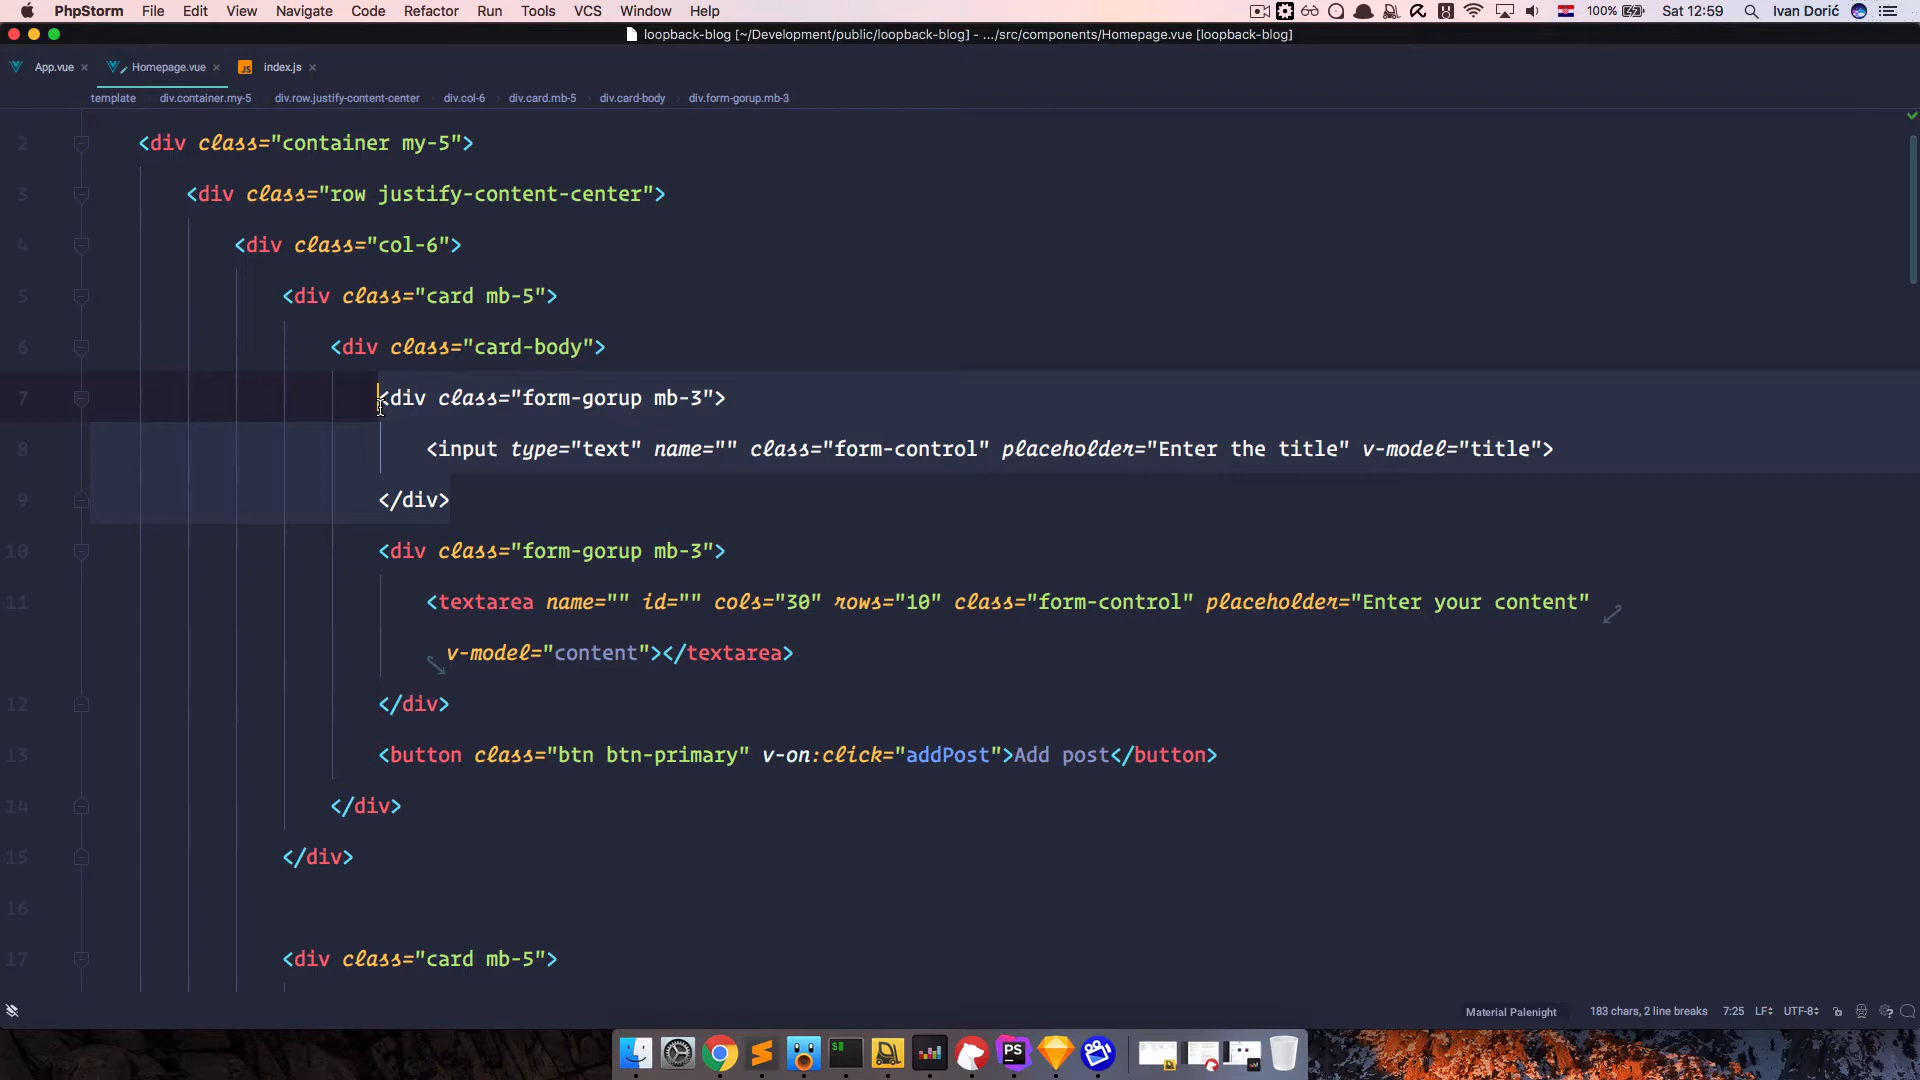 PhpStorm File Edit View Navigate Code Refactor Run Tools VCS Window Help 100% Sat 12:59 Ivan Dorić
loopback-blog [~/Development/public/loopback-blog] - .../src/components/Homepage.vue [loopback-blog]
App.vue Homepage.vue JS index.js
template div.container.my-5 div.row.justify-content-center div.col-6 div.card.mb-5 div.card-body div.form-gorup.mb-3
2 <div class="container my-5">
3 <div class="row justify-content-center">
4 <div class="col-6">
5 <div class="card mb-5">
6 <div class="card-body">
7 <div class="form-gorup mb-3">
8 <input type="text" name="" class="form-control" placeholder="Enter the title" v-model="title">
9 </div>
10 <div class="form-gorup mb-3">
11 <textarea name="" id="" cols="30" rows="10" class="form-control" placeholder="Enter your content"
v-model="content"></textarea>
12 </div>
13 <button class="btn btn-primary" v-on:click="addPost">Add post</button>
14 </div>
15 </div>
16
17 <div class="card mb-5">
Material Palenight 183 chars, 2 line breaks 7:25 LF UTF-8
$ PS